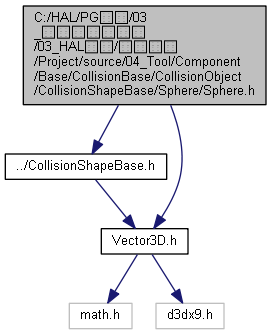 C:/HAL/PG□□/03
_□□□□□□□
/03_HAL□□/□□□□
/Project/source/04_Tool/Component
/Base/CollisionBase/CollisionObject
/CollisionShapeBase/Sphere/Sphere.h
../CollisionShapeBase.h
Vector3D.h
math.h
d3dx9.h